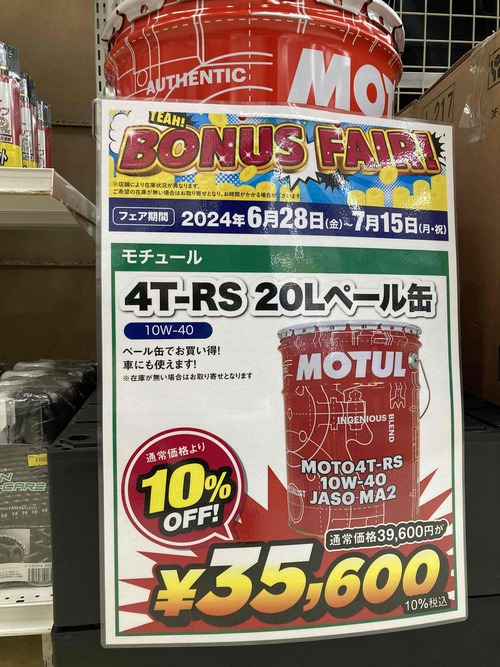 AUTHENTIC
MO
YEAH!
BONUS FAIR!
※店舗により在庫状況が異なります。
ご希望の在庫が無い場合はお取り寄せとなり、お時間がかかる場合がございます。
フェア期間 2024年6月28日(金)~7月15日(月・祝)
モチュール
4T-RS 20Lペール缶
10W-40
ペール缶でお買い得!
車にも使えます!
※在庫が無い場合はお取り寄せとなります
MOTUL
INGENIOUS
BLEND
MOTO4T-RS
10W-40
JASO MA2
通常価格より
10%
OFF!
通常価格39,600円が
¥35,600
10%税込